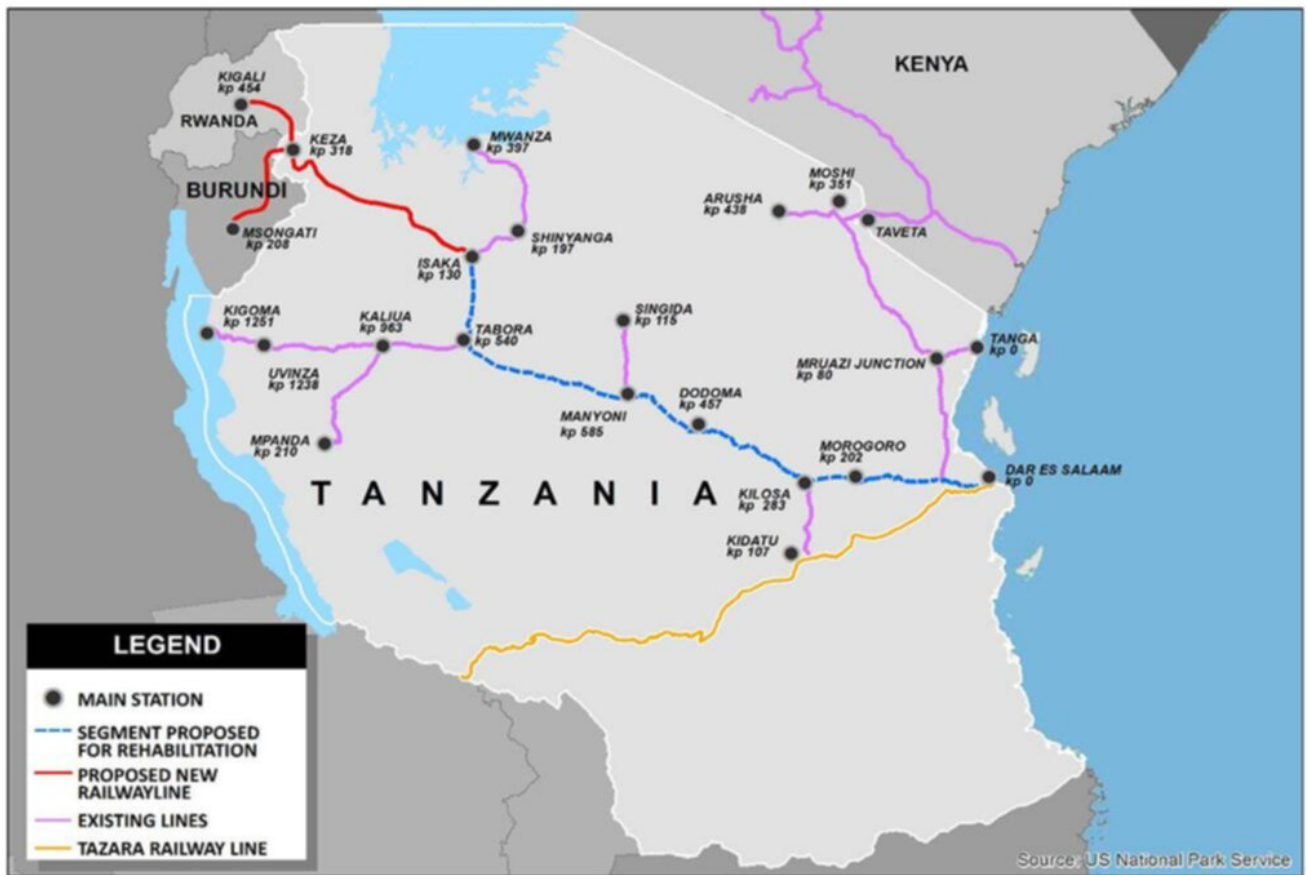 KENYA
KIGALI
kp 454
RWANDA
KEZA
kp 318
BURUNDI
MSONGATI
kp 208
MWANZA
kp 397
SHINYANGA
kp 197
ISAKA
kp 130
ARUSHA
kp 438
MOSHI
kp 351
TAVETA
KIGOMA
kp 1251
UVINZA
kp 1238
KALIUA
kp 963
TABORA
kp 540
MPANDA
kp 210
SINGIDA
kp 115
MANYONI
kp 585
DODOMA
kp 457
TANGA
kp 0
MRUAZI JUNCTION
kp 80
MOROGORO
kp 202
DAR ES SALAAM
kp 0
KILOSA
kp 283
KIDATU
kp 107
TANZANIA
LEGEND
MAIN STATION
SEGMENT PROPOSED
FOR REHABILITATION
PROPOSED NEW
RAILWAYLINE
EXISTING LINES
TAZARA RAILWAY LINE
Source: US National Park Service